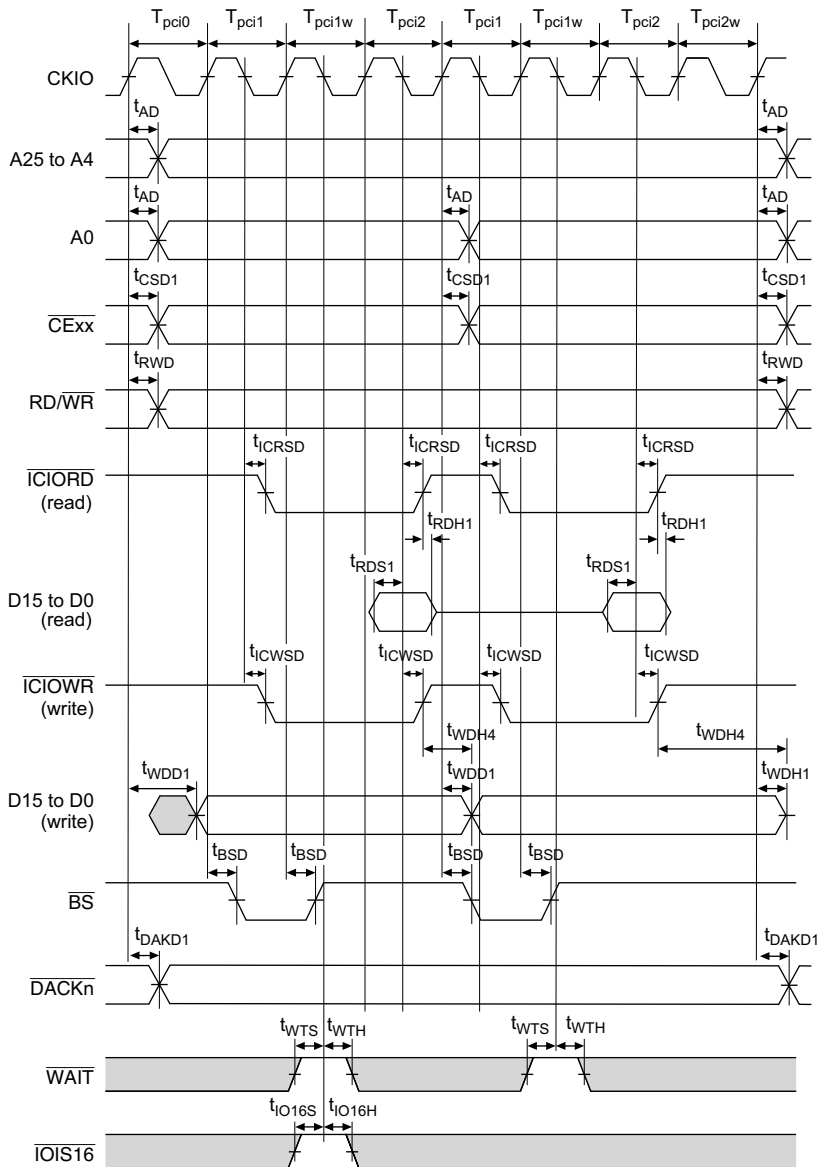 Tpci0 Tpci1 Tpci1w Tpci2 Tpci1 Tpci1w Tpci2 Tpci2w
CKIO
tAD tAD
A25 to A4
tAD tAD tAD
A0
tCSD1 tCSD1 tCSD1
CExx
tRWD tRWD
RD/WR
tICRSD tICRSD tICRSD tICRSD
ICIORD
(read)
tRDH1 tRDH1
tRDS1 tRDS1
D15 to D0
(read)
tICWSD tICWSD tICWSD tICWSD
ICIOWR
(write)
tWDH4 tWDH4
tWDD1 tWDD1 tWDH1
D15 to D0
(write)
tBSD tBSD tBSD tBSD
BS
tDAKD1 tDAKD1
DACKn
tWTS tWTH tWTS tWTH
WAIT
tIO16S tIO16H
IOIS16